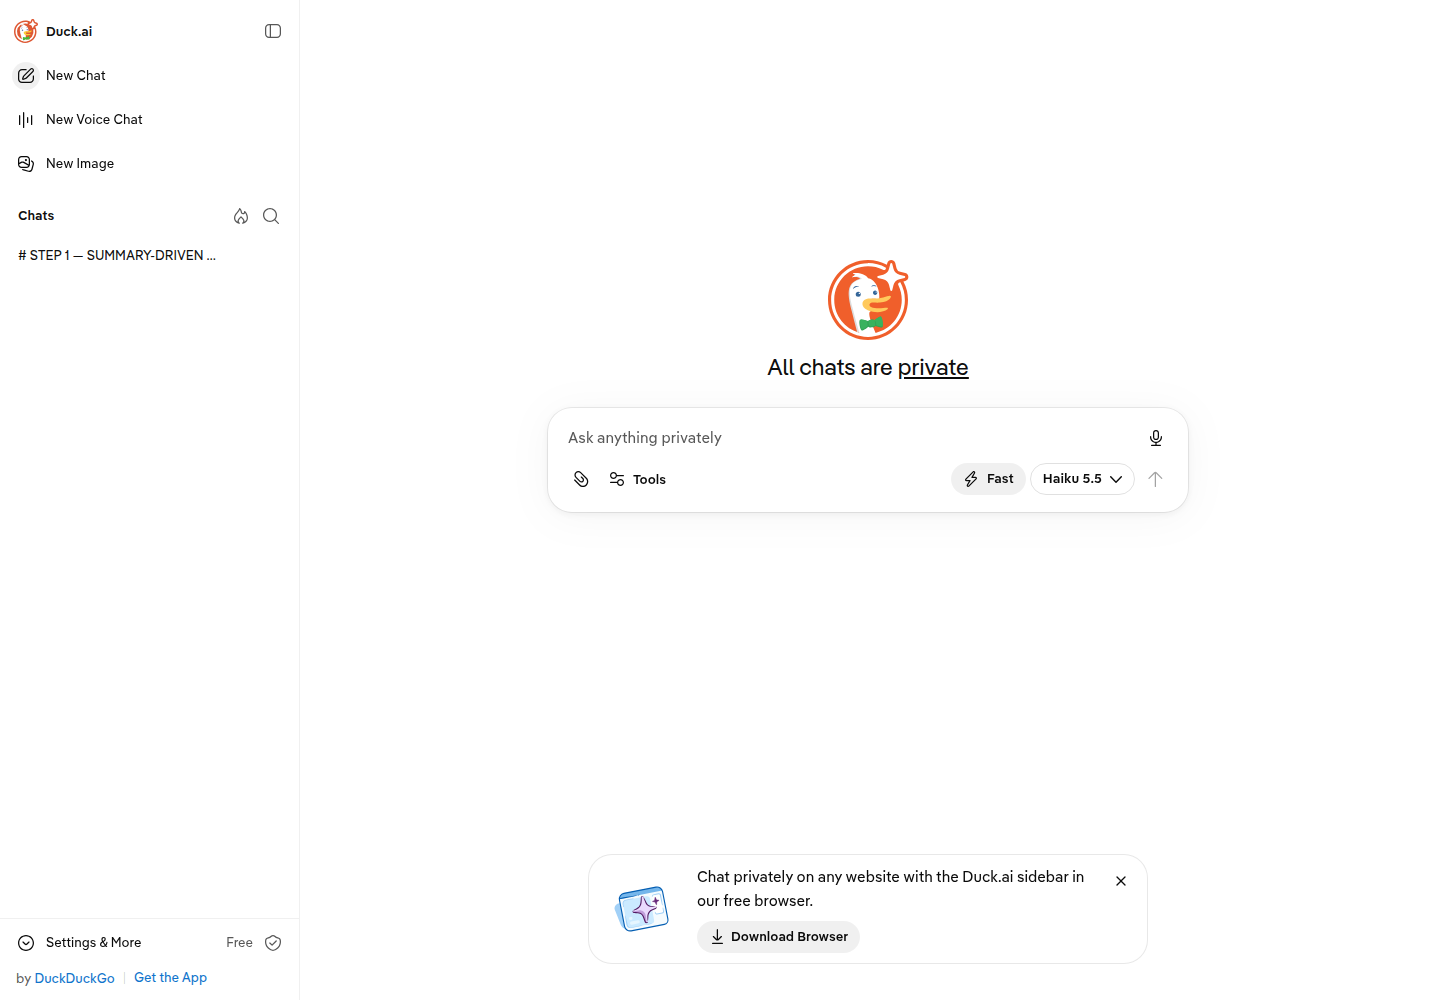 Duck.ai
New Chat
New Voice Chat
New Image
Chats
# STEP 1 — SUMMARY-DRIVEN ...
Settings & More
Free
by DuckDuckGo
Get the App
All chats are private
Ask anything privately
Tools
Fast
Haiku 5.5
Chat privately on any website with the Duck.ai sidebar in
our free browser.
Download Browser